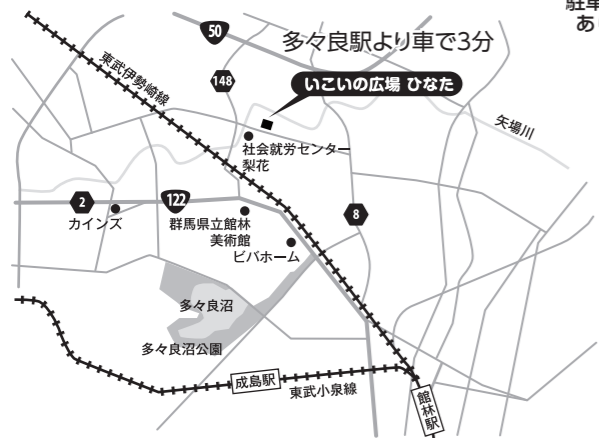 駐車
あり
50
多々良駅より車で3分
148
いこいの広場 ひなた
東武伊勢崎線
矢場川
社会就労センター
梨花
2
122
カインズ
群馬県立館林
美術館
8
ビバホーム
多々良沼
多々良沼公園
成島駅
東武小泉線
館林駅